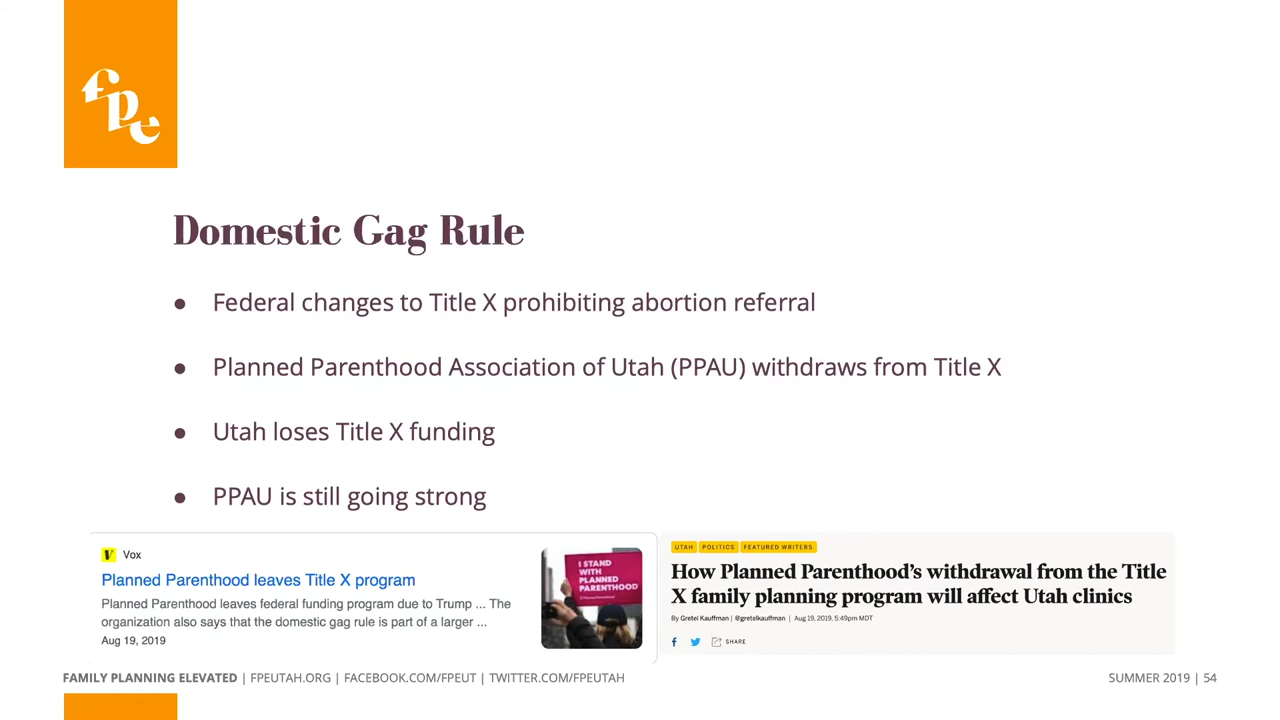 fpe
Domestic Gag Rule
● Federal changes to Title X prohibiting abortion referral
● Planned Parenthood Association of Utah (PPAU) withdraws from Title X
● Utah loses Title X funding
● PPAU is still going strong
V Vox
Planned Parenthood leaves Title X program
Planned Parenthood leaves federal funding program due to Trump ... The
organization also says that the domestic gag rule is part of a larger ...
Aug 19, 2019
I STAND
WITH
PLANNED
PARENTHOOD
UTAH POLITICS FEATURED WRITERS
How Planned Parenthood's withdrawal from the Title
X family planning program will affect Utah clinics
By Gretel Kauffman | @gretelkauffman | Aug 19, 2019, 5:49pm MDT
f SHARE
FAMILY PLANNING ELEVATED | FPEUTAH.ORG | FACEBOOK.COM/FPEUT | TWITTER.COM/FPEUTAH
SUMMER 2019 | 54